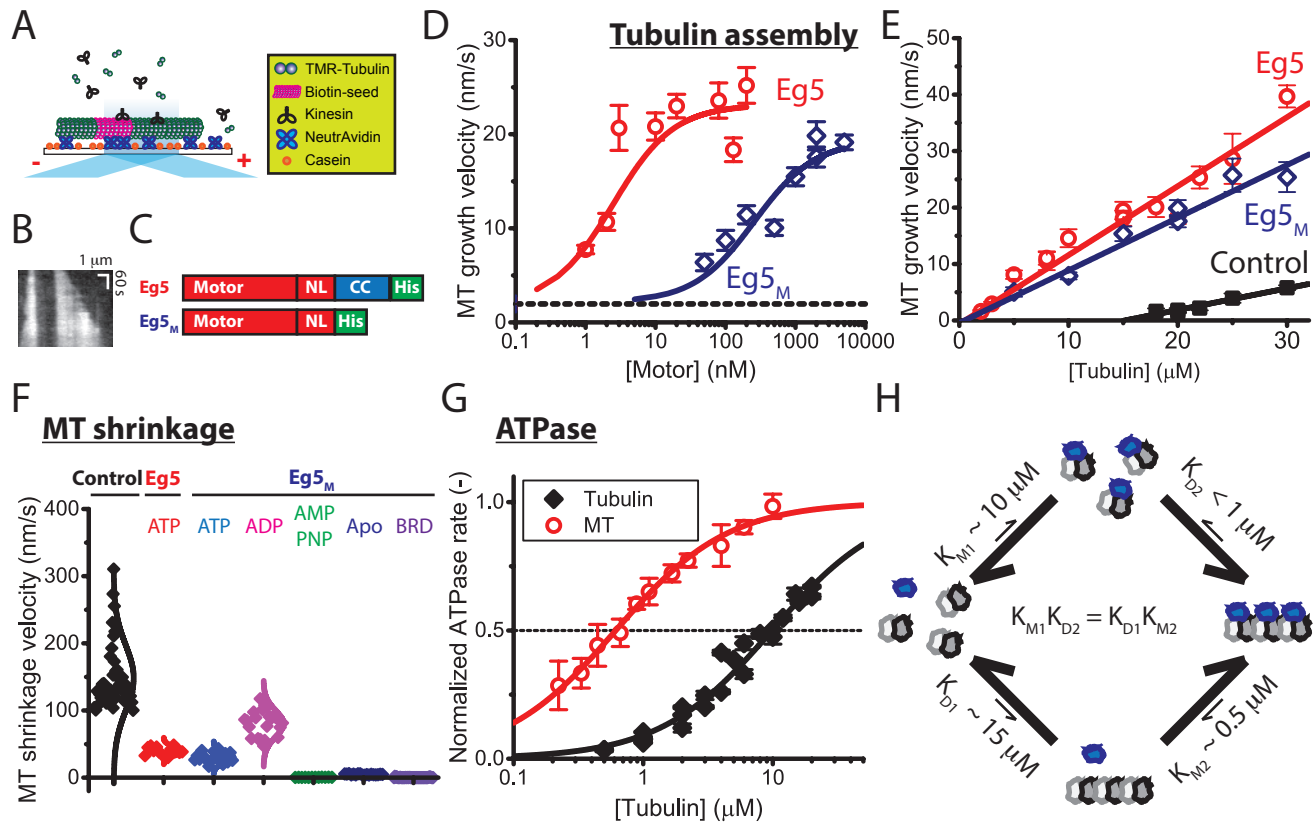 A
TMR-Tubulin
Biotin-seed
Kinesin
NeutrAvidin
Casein
-
+
B
1 μm
60 s
C
Eg5
Motor
NL
CC
His
Eg5M
Motor
NL
His
D
Tubulin assembly
MT growth velocity (nm/s)
30
20
10
0
Eg5
Eg5M
0.1
1
10
100
1000
10000
[Motor] (nM)
E
MT growth velocity (nm/s)
50
40
30
20
10
0
Eg5
Eg5M
Control
0
10
20
30
[Tubulin] (μM)
F
MT shrinkage
Control
Eg5
Eg5M
ATP
ATP
ADP
AMP
PNP
Apo
BRD
MT shrinkage velocity (nm/s)
400
300
200
100
0
G
ATPase
Tubulin
MT
Normalized ATPase rate (-)
1.0
0.5
0.0
0.1
1
10
[Tubulin] (μM)
H
KM1 ~ 10 μM
KD2 < 1 μM
KM1KD2 = KD1KM2
KD1 ~ 15 μM
KM2 ~ 0.5 μM